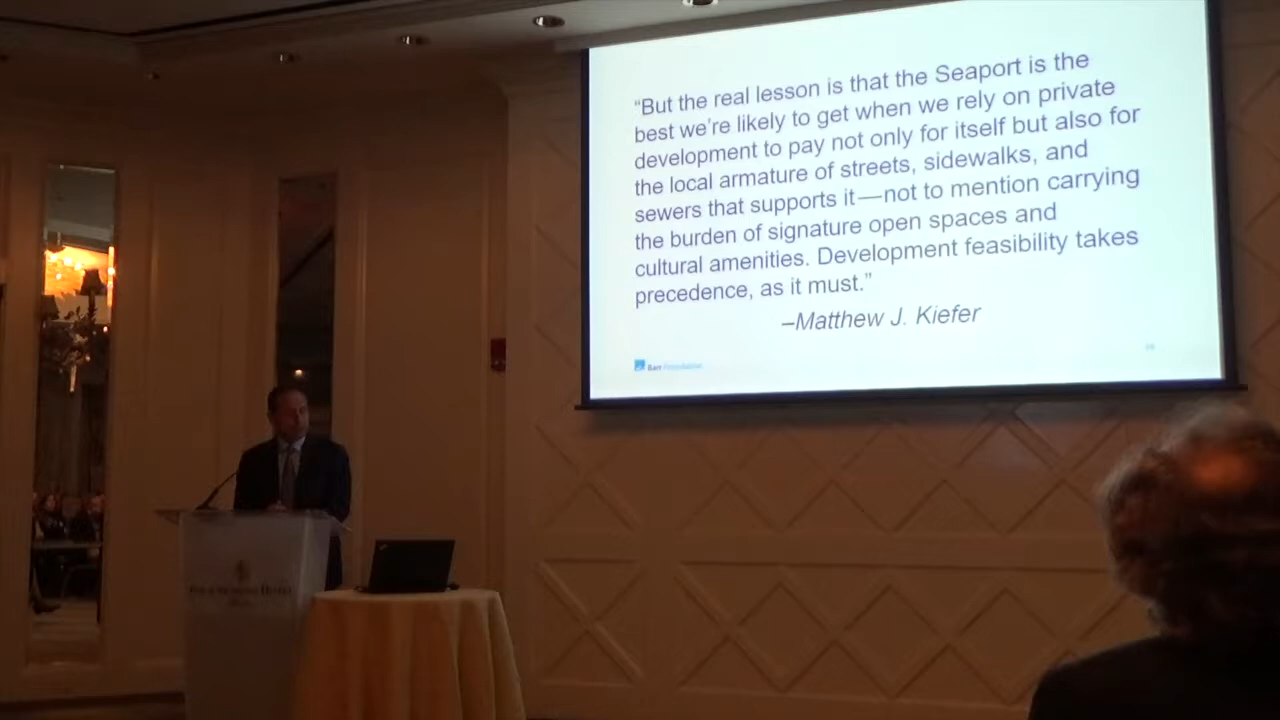 “But the real lesson is that the Seaport is the
best we’re likely to get when we rely on private
development to pay not only for itself but also for
the local armature of streets, sidewalks, and
sewers that supports it—not to mention carrying
the burden of signature open spaces and
cultural amenities. Development feasibility takes
precedence, as it must.”
–Matthew J. Kiefer
Barr Foundation